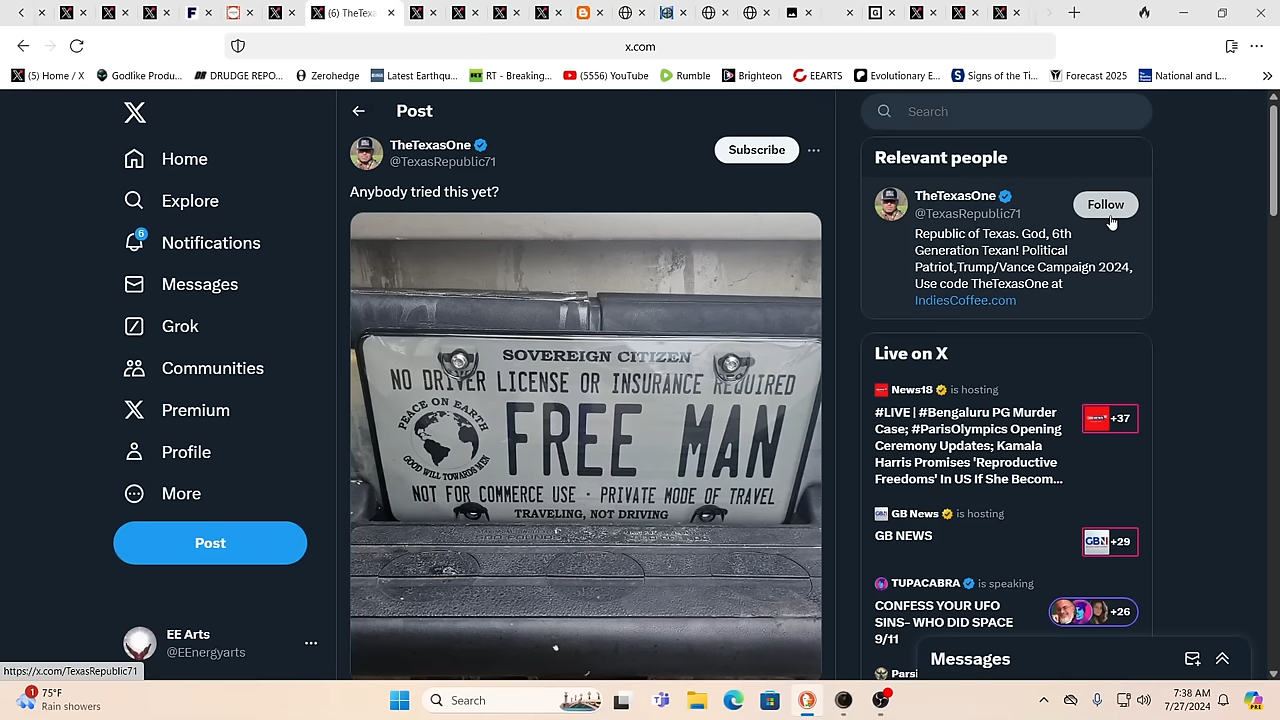 (6) TheTexa
x.com
(5) Home / X
Godlike Produ...
DRUDGE REPO...
Zerohedge
Latest Earthqu...
RT - Breaking...
(5556) YouTube
Rumble
Brighteon
EEARTS
Evolutionary E...
Signs of the Ti...
Forecast 2025
National and L...
Home
Explore
6
Notifications
Messages
Grok
Communities
Premium
Profile
More
Post
EE Arts
@EEnergyarts
https://x.com/TexasRepublic71
Post
TheTexasOne
@TexasRepublic71
Subscribe
Anybody tried this yet?
SOVEREIGN CITIZEN
NO DRIVER LICENSE OR INSURANCE REQUIRED
PEACE ON EARTH
GOOD WILL TOWARDS MEN
FREE MAN
NOT FOR COMMERCE USE · PRIVATE MODE OF TRAVEL
TRAVELING, NOT DRIVING
Search
Relevant people
TheTexasOne
@TexasRepublic71
Follow
Republic of Texas. God, 6th
Generation Texan! Political
Patriot,Trump/Vance Campaign 2024,
Use code TheTexasOne at
IndiesCoffee.com
Live on X
News18 is hosting
#LIVE | #Bengaluru PG Murder
Case; #ParisOlympics Opening
Ceremony Updates; Kamala
Harris Promises 'Reproductive
Freedoms' In US If She Becom...
+37
GB News is hosting
GB NEWS
GBN
+29
TUPACABRA is speaking
CONFESS YOUR UFO
SINS- WHO DID SPACE
9/11
+26
Parsi
Messages
1
75°F
Rain showers
Search
7:38 AM
7/27/2024
PRE